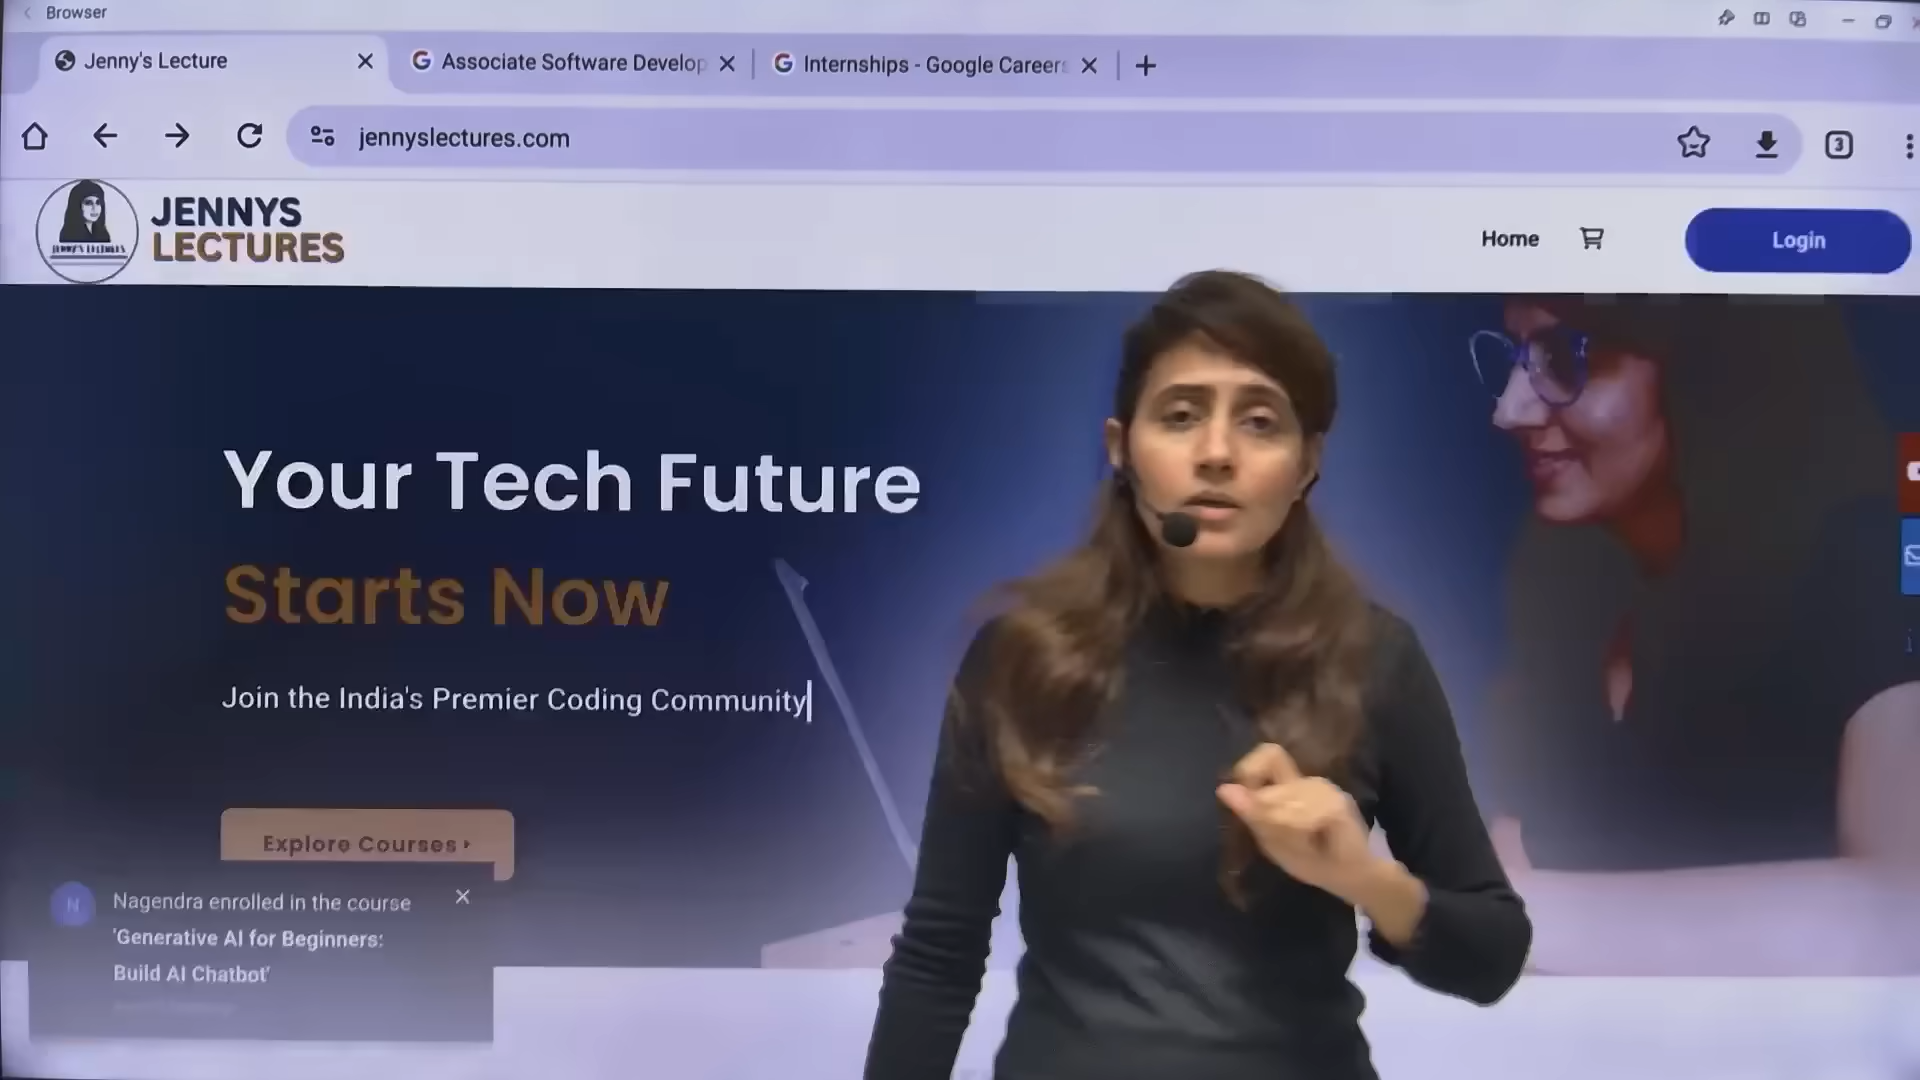 Browser
Jenny's Lecture
Associate Software Develop
Internships - Google Careers
jennyslectures.com
3
JENNYS
LECTURES
Home
Login
Your Tech Future
Starts Now
Join the India's Premier Coding Community
Explore Courses
N
Nagendra enrolled in the course
'Generative AI for Beginners:
Build AI Chatbot'